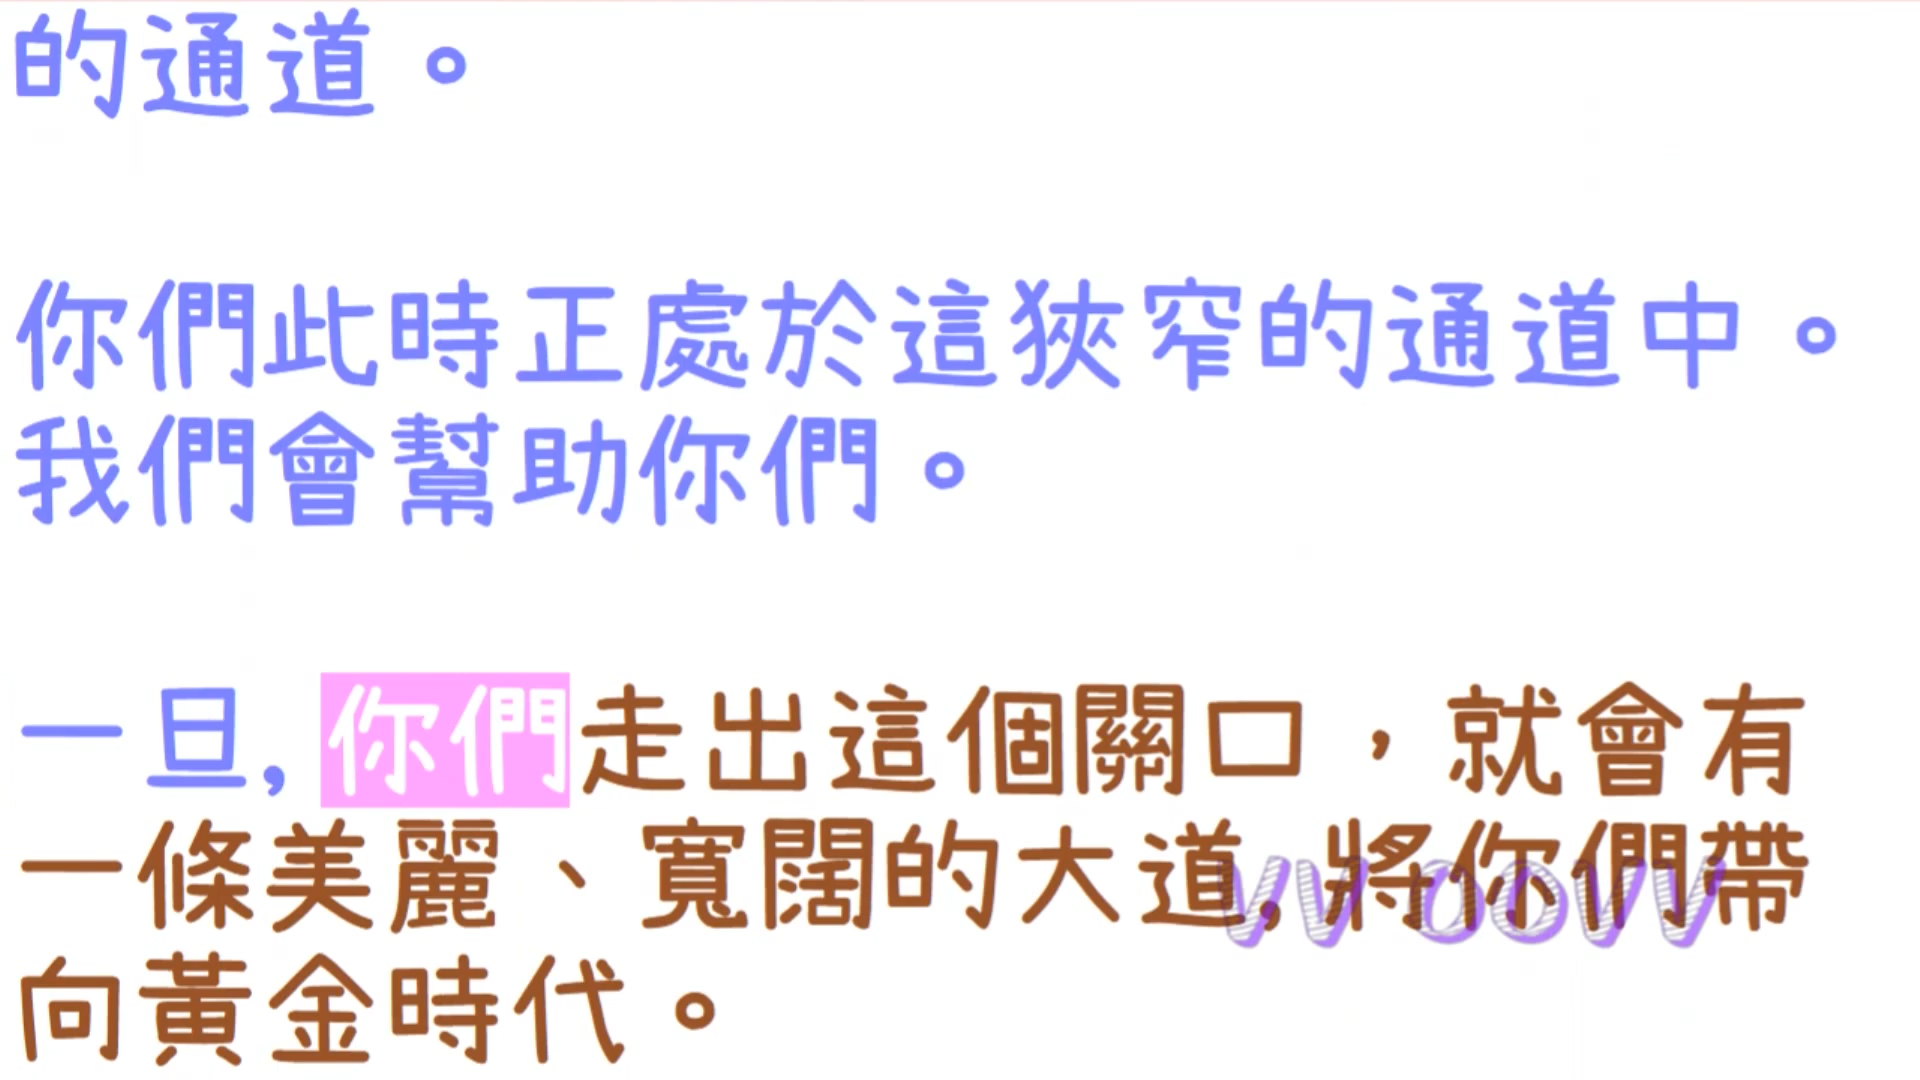 的通道。
你們此時正處於這狹窄的通道中。
我們會幫助你們。
一旦,你們走出這個關口，就會有
一條美麗、寬闊的大道,將你們帶
向黃金時代。
VV OOVV